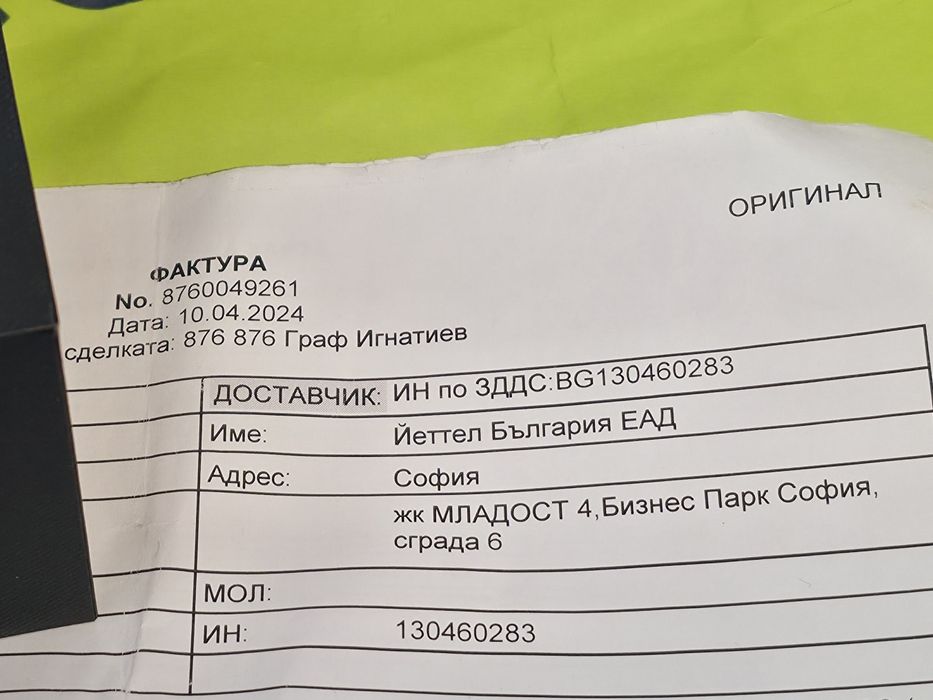 ОРИГИНАЛ
ФАКТУРА
No. 8760049261
Дата: 10.04.2024
сделката: 876 876 Граф Игнатиев
ДОСТАВЧИК: ИН по ЗДДС:BG130460283
Име: Йеттел България ЕАД
Адрес: София
жк МЛАДОСТ 4,Бизнес Парк София,
сграда 6
МОЛ:
ИН: 130460283